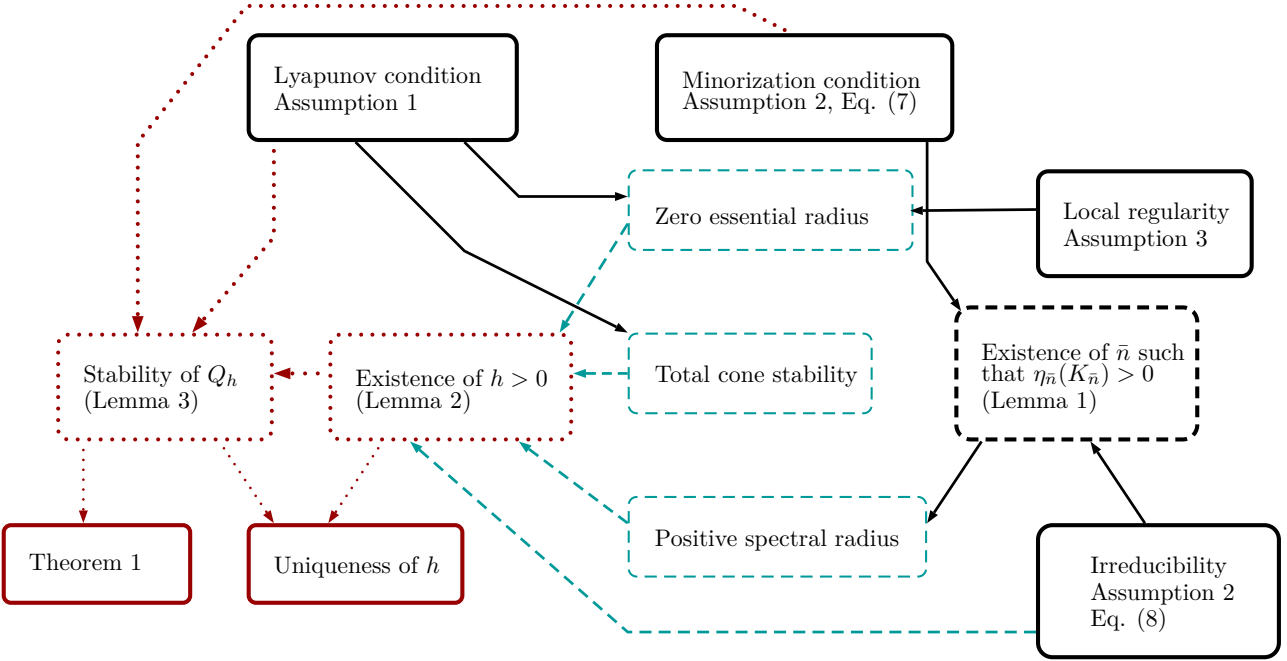 Lyapunov condition
Assumption 1
Minorization condition
Assumption 2, Eq. (7)
Zero essential radius
Local regularity
Assumption 3
Stability of $Q_h$
(Lemma 3)
Existence of $h > 0$
(Lemma 2)
Total cone stability
Existence of $\bar{n}$ such
that $\eta_{\bar{n}}(K_{\bar{n}}) > 0$
(Lemma 1)
Theorem 1
Uniqueness of $h$
Positive spectral radius
Irreducibility
Assumption 2
Eq. (8)